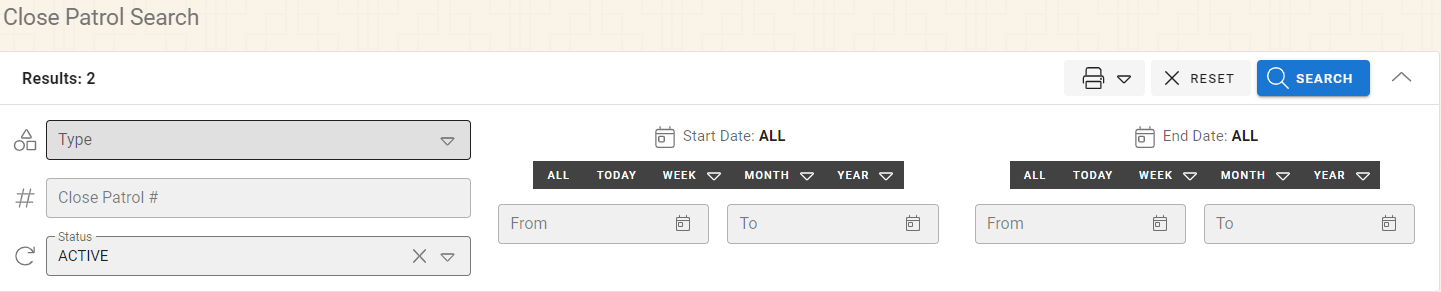 Close Patrol Search
Results: 2
RESET
SEARCH
Type
Close Patrol #
Status
ACTIVE
Start Date: ALL
ALL TODAY WEEK MONTH YEAR
From To
End Date: ALL
ALL TODAY WEEK MONTH YEAR
From To